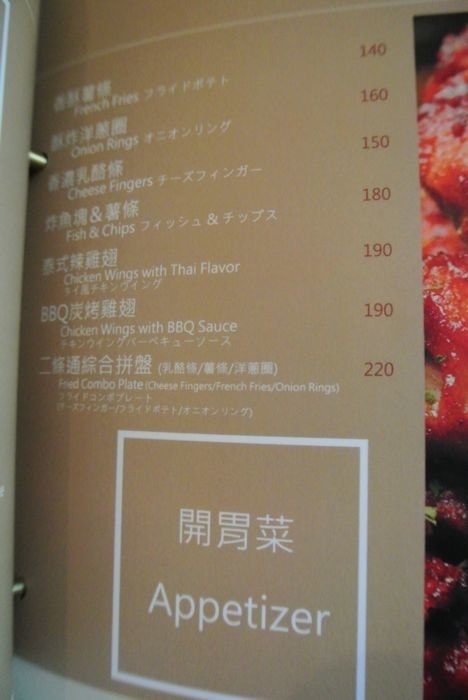 香酥薯條 140
French Fries フライドポテト
酥炸洋蔥圈 160
Onion Rings オニオンリング
香濃乳酪條 150
Cheese Fingers チーズフィンガー
炸魚塊&薯條 180
Fish & Chips フィッシュ & チップス
泰式辣雞翅 190
Chicken Wings with Thai Flavor
タイ風チキンウイング
BBQ炭烤雞翅 190
Chicken Wings with BBQ Sauce
チキンウイングバーベキューソース
二條通綜合拼盤 (乳酪條/薯條/洋蔥圈) 220
Fried Combo Plate (Cheese Fingers/French Fries/Onion Rings)
フライドコンボプレート
(チーズフィンガー/フライドポテト/オニオンリング)
開胃菜
Appetizer